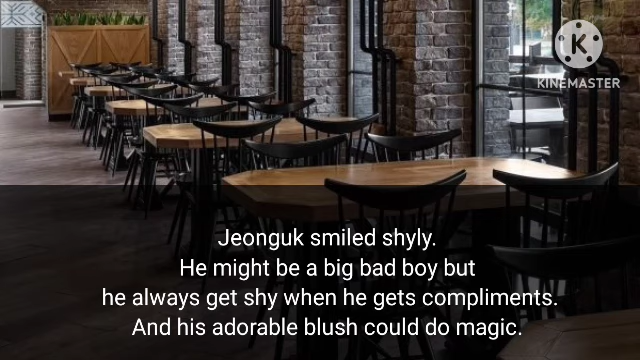 KINEMASTER
Jeonguk smiled shyly.
He might be a big bad boy but
he always get shy when he gets compliments.
And his adorable blush could do magic.